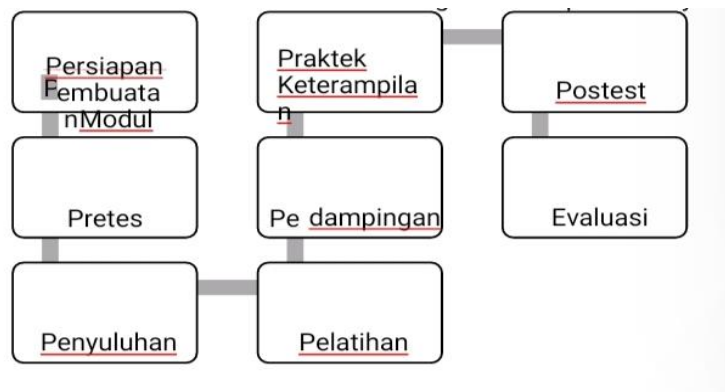 Persiapan
Pembuata
nModul
Pretes
Penyuluhan
Pelatihan
Pe dampingan
Praktek
Keterampila
n
Postest
Evaluasi